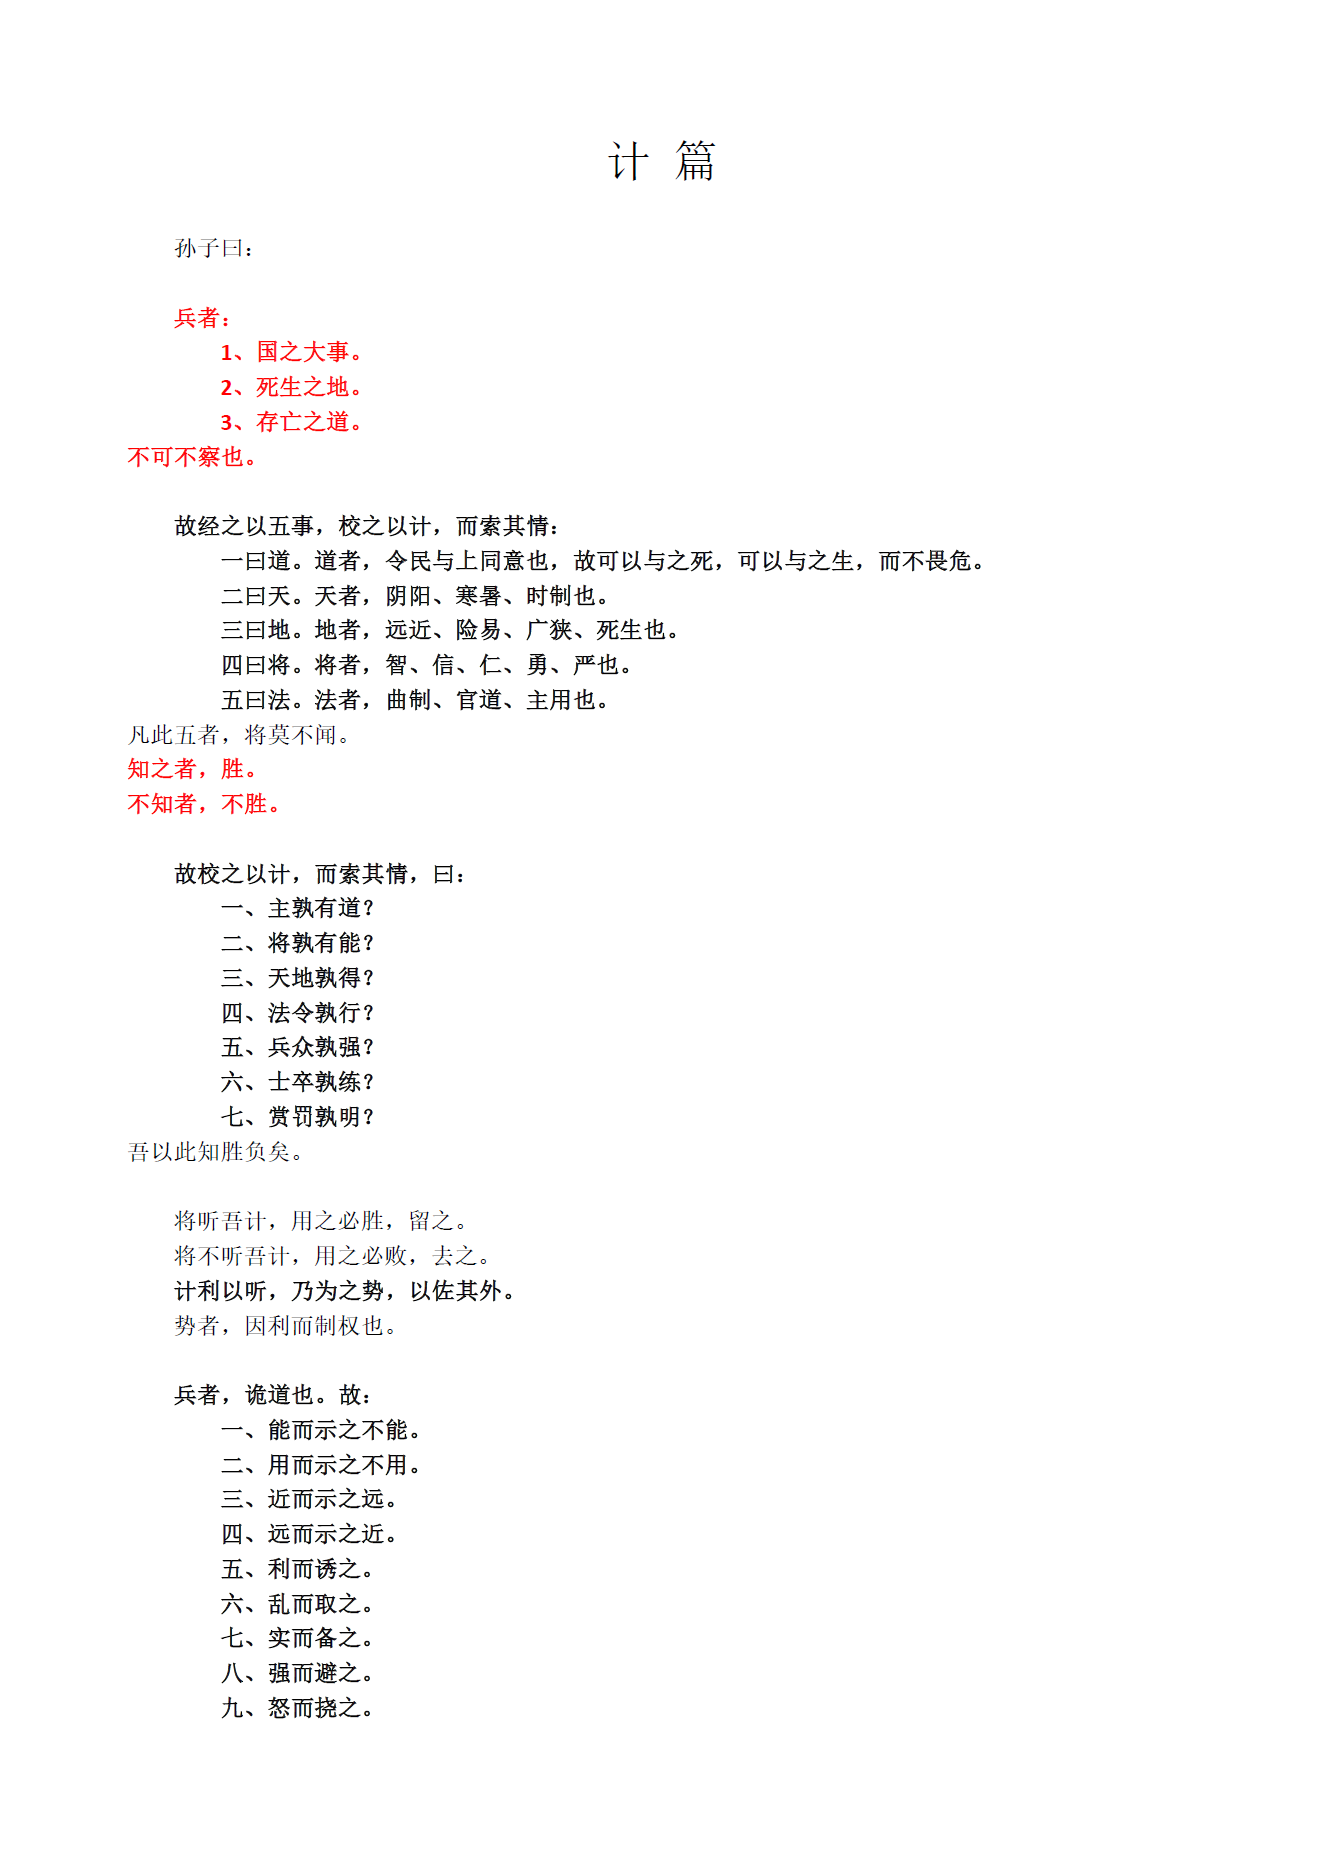 计 篇
孙子曰：
兵者：
1、国之大事。
2、死生之地。
3、存亡之道。
不可不察也。
故经之以五事，校之以计，而索其情：
一曰道。道者，令民与上同意也，故可以与之死，可以与之生，而不畏危。
二曰天。天者，阴阳、寒暑、时制也。
三曰地。地者，远近、险易、广狭、死生也。
四曰将。将者，智、信、仁、勇、严也。
五曰法。法者，曲制、官道、主用也。
凡此五者，将莫不闻。
知之者，胜。
不知者，不胜。
故校之以计，而索其情，曰：
一、主孰有道？
二、将孰有能？
三、天地孰得？
四、法令孰行？
五、兵众孰强？
六、士卒孰练？
七、赏罚孰明？
吾以此知胜负矣。
将听吾计，用之必胜，留之。
将不听吾计，用之必败，去之。
计利以听，乃为之势，以佐其外。
势者，因利而制权也。
兵者，诡道也。故：
一、能而示之不能。
二、用而示之不用。
三、近而示之远。
四、远而示之近。
五、利而诱之。
六、乱而取之。
七、实而备之。
八、强而避之。
九、怒而挠之。